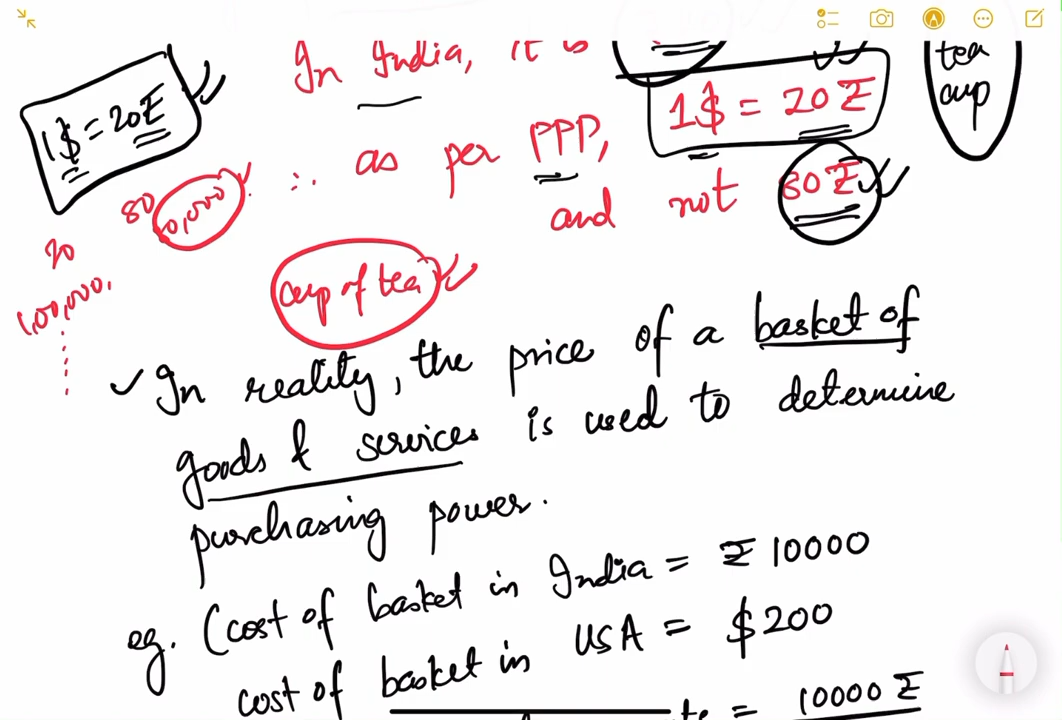 In India, it is
tea
cup
1$ = 20₹
1$ = 20 ₹
∴ as per PPP,
and not 80 ₹
80
0,000
20
1,00,000,
cup of tea
In reality, the price of a basket of
goods & services is used to determine
purchasing power.
eg. (cost of basket in India = ₹ 10000
cost of basket in USA = $200
= 10000 ₹